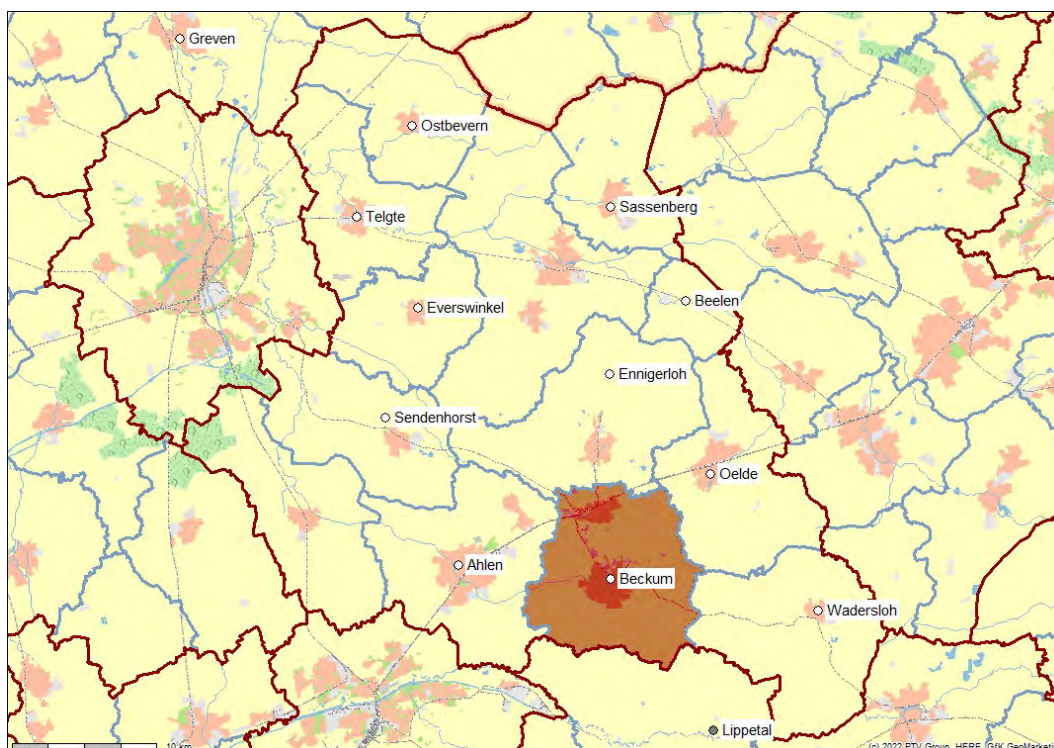 Greven
Ostbevern
Sassenberg
Telgte
Beelen
Everswinkel
Ennigerloh
Sendenhorst
Oelde
Ahlen
Beckum
Wadersloh
Lippetal
10 km
(c) 2022 PTV Group, HERE, GfK GeoMarketing